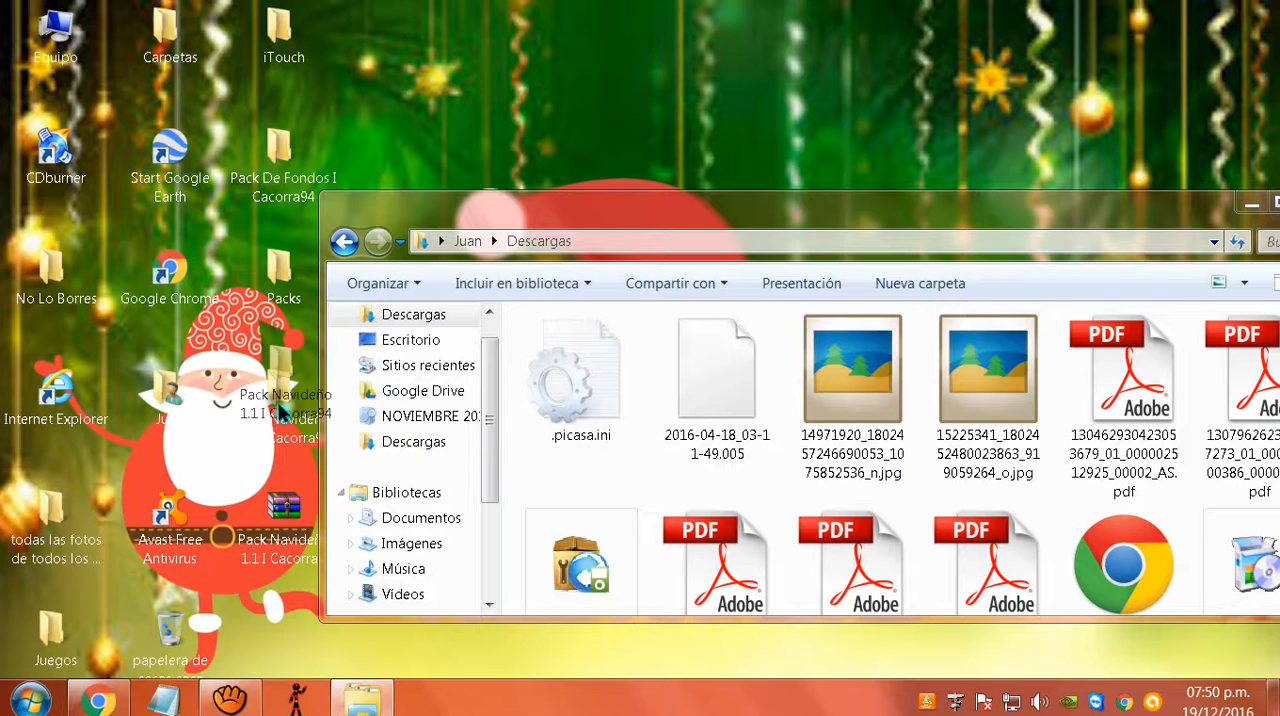 Equipo
Carpetas
iTouch
CDburner
Start Google
Earth
Pack De Fondos I
Cacorra94
No Lo Borres
Google Chrome
Packs
Internet Explorer
Pack Navideño
1.1 I Cacorra94
todas las fotos
de todos los ...
Avast Free
Antivirus
Pack Navideñ
1.1 I Cacorra
Juegos
papelera de
Juan
Descargas
Organizar
Incluir en biblioteca
Compartir con
Presentación
Nueva carpeta
Descargas
Escritorio
Sitios recientes
Google Drive
NOVIEMBRE 20
Descargas
Bibliotecas
Documentos
Imágenes
Música
Vídeos
.picasa.ini
2016-04-18_03-1
1-49.005
14971920_18024
57246690053_10
75852536_n.jpg
15225341_18024
52480023863_91
9059264_o.jpg
PDF
Adobe
13046293042305
3679_01_0000025
12925_00002_AS.
pdf
PDF
Adobe
1307962623
7273_01_00
00386_000
pdf
PDF
Adobe
PDF
Adobe
PDF
Adobe
07:50 p.m.
19/12/2016